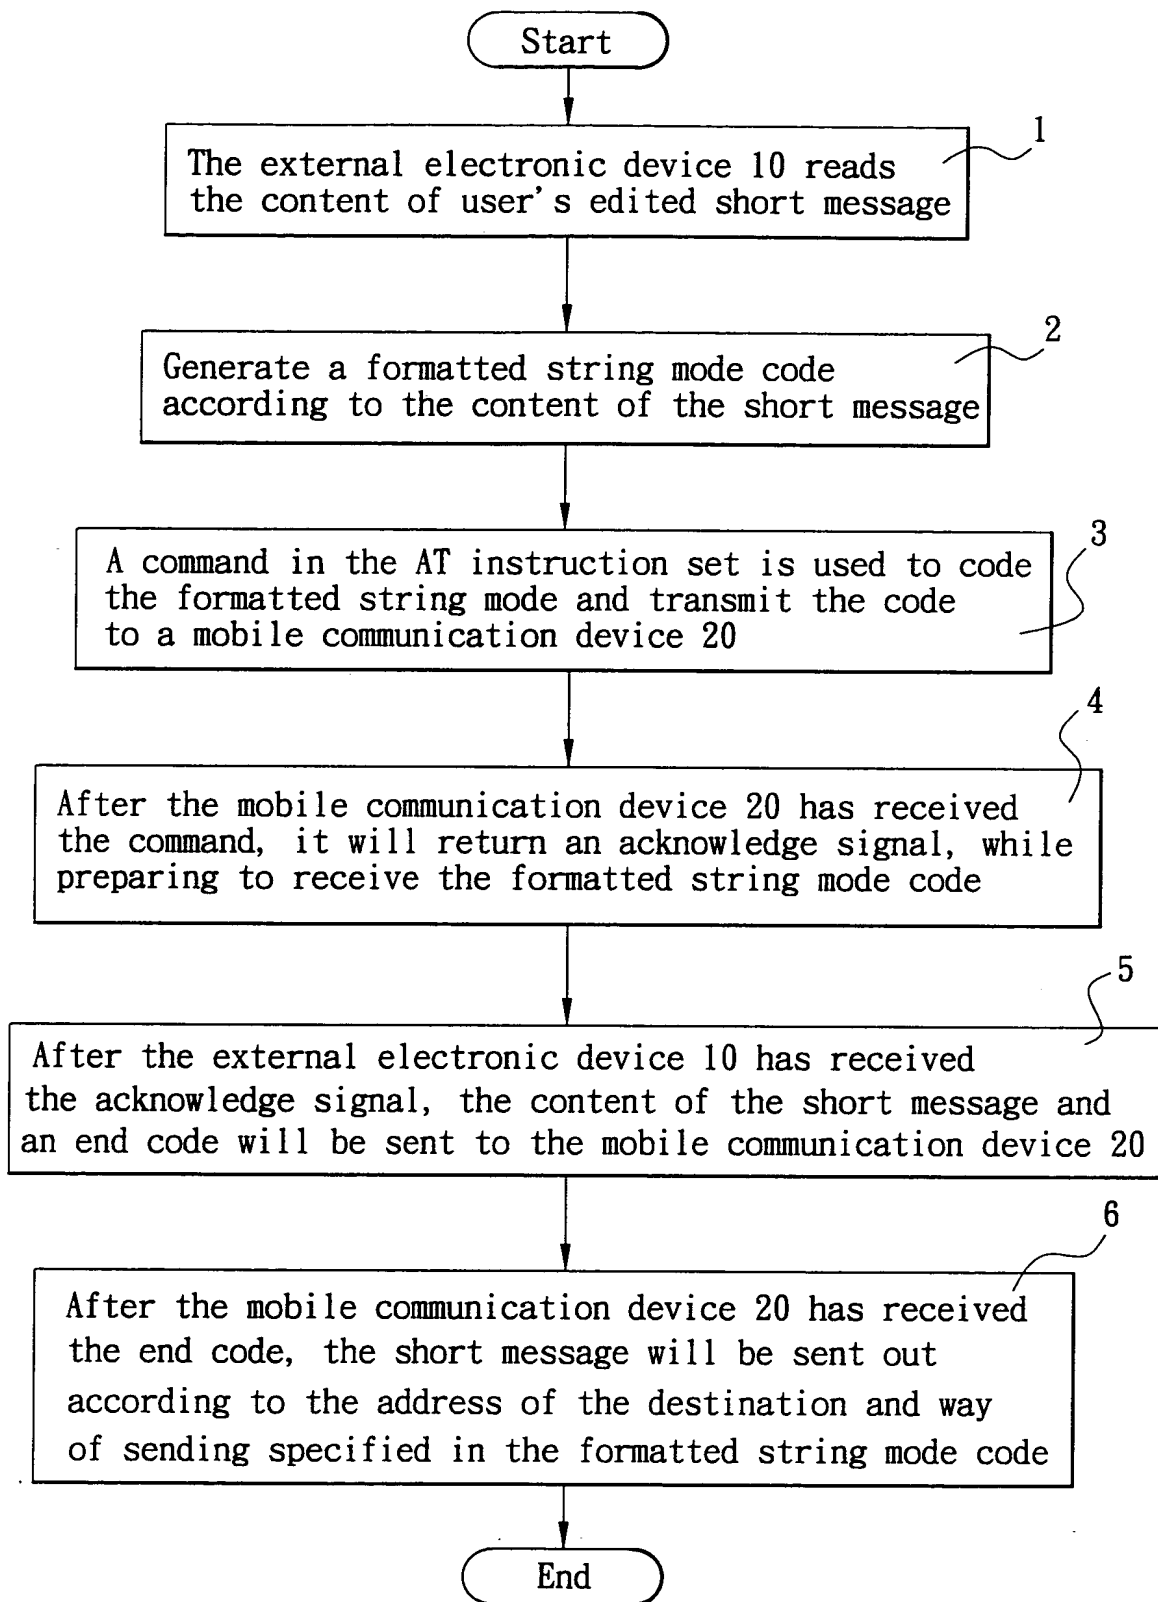 Start
1
The external electronic device 10 reads
the content of user's edited short message
2
Generate a formatted string mode code
according to the content of the short message
3
A command in the AT instruction set is used to code
the formatted string mode and transmit the code
to a mobile communication device 20
4
After the mobile communication device 20 has received
the command, it will return an acknowledge signal, while
preparing to receive the formatted string mode code
5
After the external electronic device 10 has received
the acknowledge signal, the content of the short message and
an end code will be sent to the mobile communication device 20
6
After the mobile communication device 20 has received
the end code, the short message will be sent out
according to the address of the destination and way
of sending specified in the formatted string mode code
End